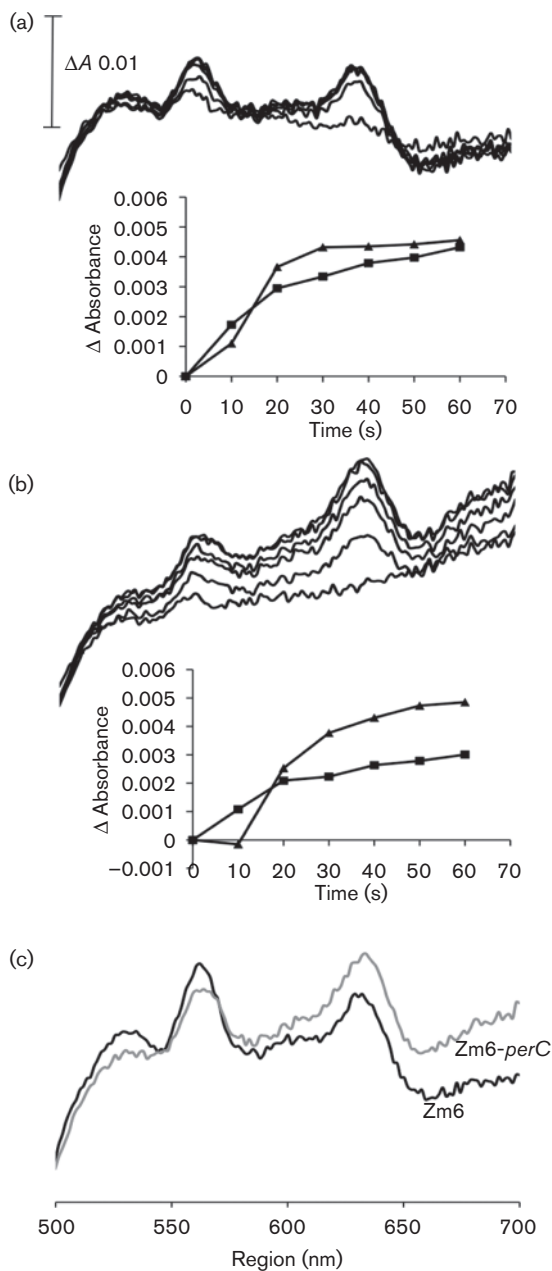 (a)
ΔA 0.01
0.006
0.005
0.004
0.003
0.002
0.001
0
Δ Absorbance
0 10 20 30 40 50 60 70
Time (s)
(b)
0.006
0.005
0.004
0.003
0.002
0.001
0
−0.001
Δ Absorbance
0 10 20 30 40 50 60 70
Time (s)
(c)
Zm6-perC
Zm6
500 550 600 650 700
Region (nm)